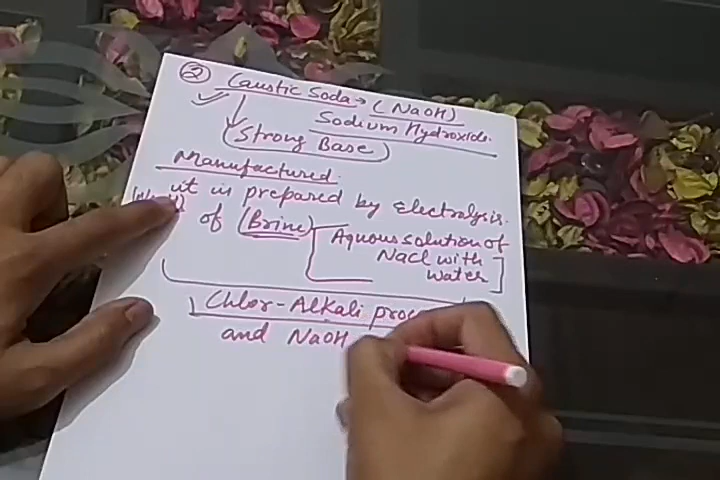 ② Caustic Soda → (NaOH)
Sodium Hydroxide.
(Strong Base)
Manufactured.
it is prepared by Electrolysis.
of (Brine) Aqueous solution of
NaCl with
water]
Chlor-Alkali
and NaOH